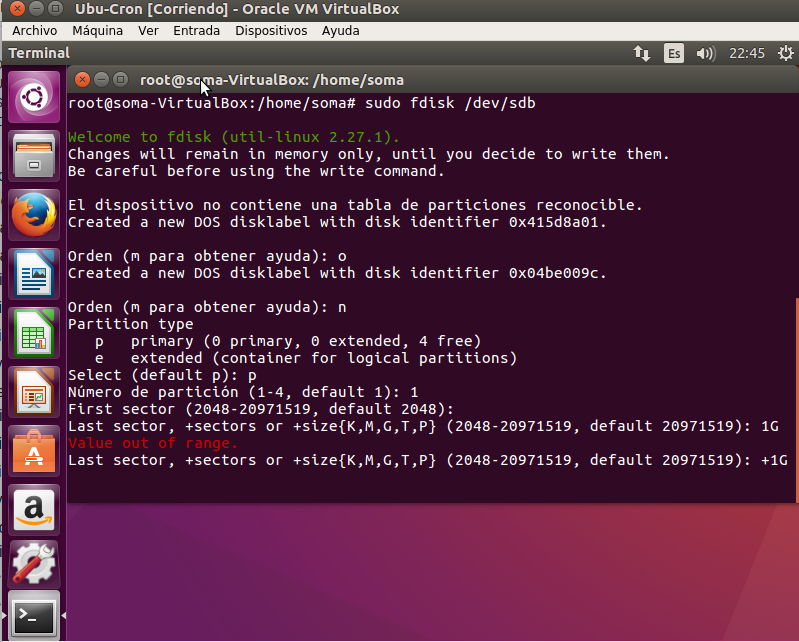 Ubu-Cron [Corriendo] - Oracle VM VirtualBox
Archivo Máquina Ver Entrada Dispositivos Ayuda
Terminal Es 22:45
root@soma-VirtualBox: /home/soma
root@soma-VirtualBox:/home/soma# sudo fdisk /dev/sdb
Welcome to fdisk (util-linux 2.27.1).
Changes will remain in memory only, until you decide to write them.
Be careful before using the write command.
El dispositivo no contiene una tabla de particiones reconocible.
Created a new DOS disklabel with disk identifier 0x415d8a01.
Orden (m para obtener ayuda): o
Created a new DOS disklabel with disk identifier 0x04be009c.
Orden (m para obtener ayuda): n
Partition type
p primary (0 primary, 0 extended, 4 free)
e extended (container for logical partitions)
Select (default p): p
Número de partición (1-4, default 1): 1
First sector (2048-20971519, default 2048):
Last sector, +sectors or +size{K,M,G,T,P} (2048-20971519, default 20971519): 1G
Value out of range.
Last sector, +sectors or +size{K,M,G,T,P} (2048-20971519, default 20971519): +1G